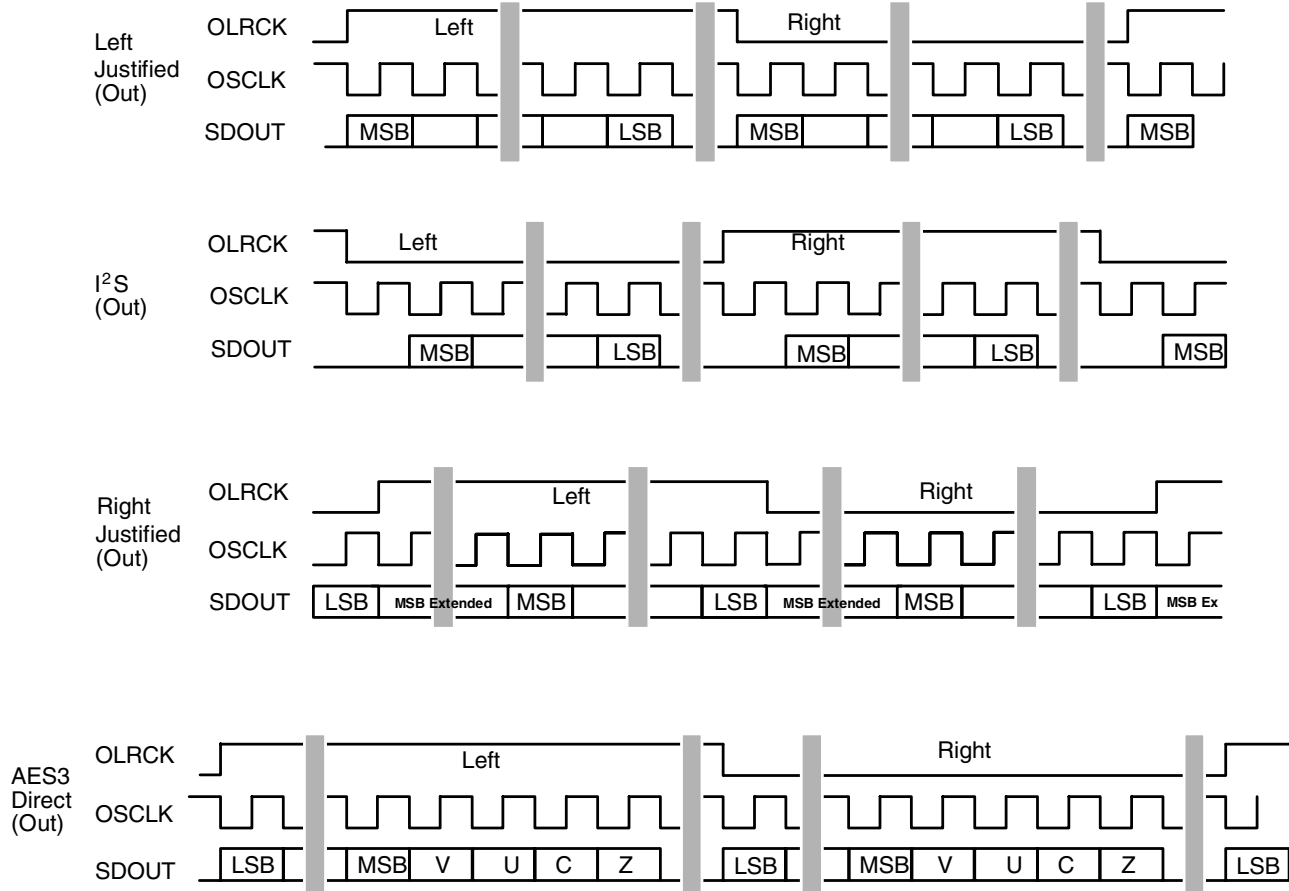 OLRCK Left Right
Left
Justified
(Out)
OSCLK
SDOUT MSB LSB MSB LSB MSB
OLRCK Left Right
I²S
(Out)
OSCLK
SDOUT MSB LSB MSB LSB MSB
OLRCK Left Right
Right
Justified
(Out)
OSCLK
SDOUT LSB MSB Extended MSB LSB MSB Extended MSB LSB MSB Ex
OLRCK Left Right
AES3
Direct
(Out)
OSCLK
SDOUT LSB MSB V U C Z LSB MSB V U C Z LSB